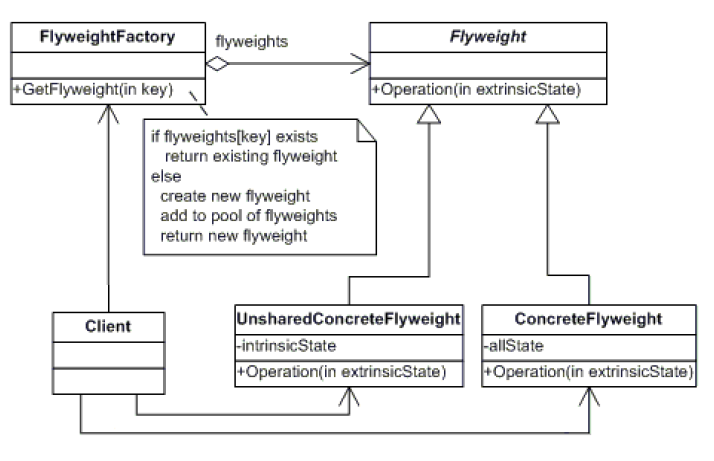 FlyweightFactory
+GetFlyweight(in key)
flyweights
Flyweight
+Operation(in extrinsicState)
if flyweights[key] exists
return existing flyweight
else
create new flyweight
add to pool of flyweights
return new flyweight
Client
UnsharedConcreteFlyweight
-intrinsicState
+Operation(in extrinsicState)
ConcreteFlyweight
-allState
+Operation(in extrinsicState)